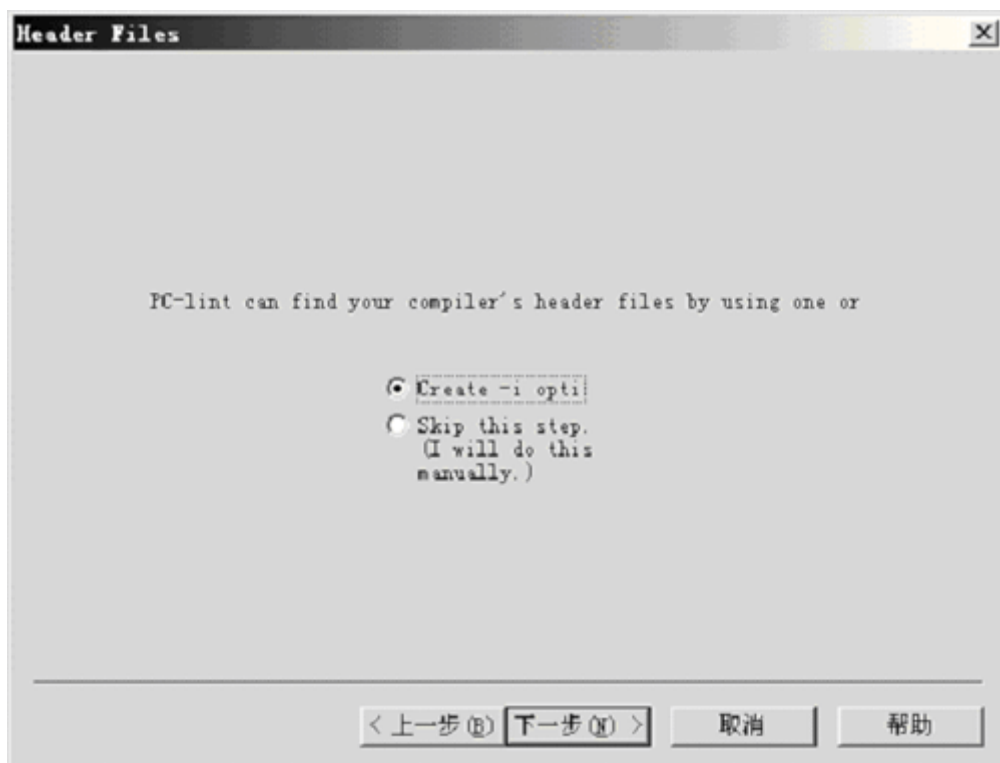 Header Files
PC-lint can find your compiler's header files by using one or
Create -i opti
Skip this step.
(I will do this
manually.)
< 上一步(B)
下一步(N) >
取消
帮助